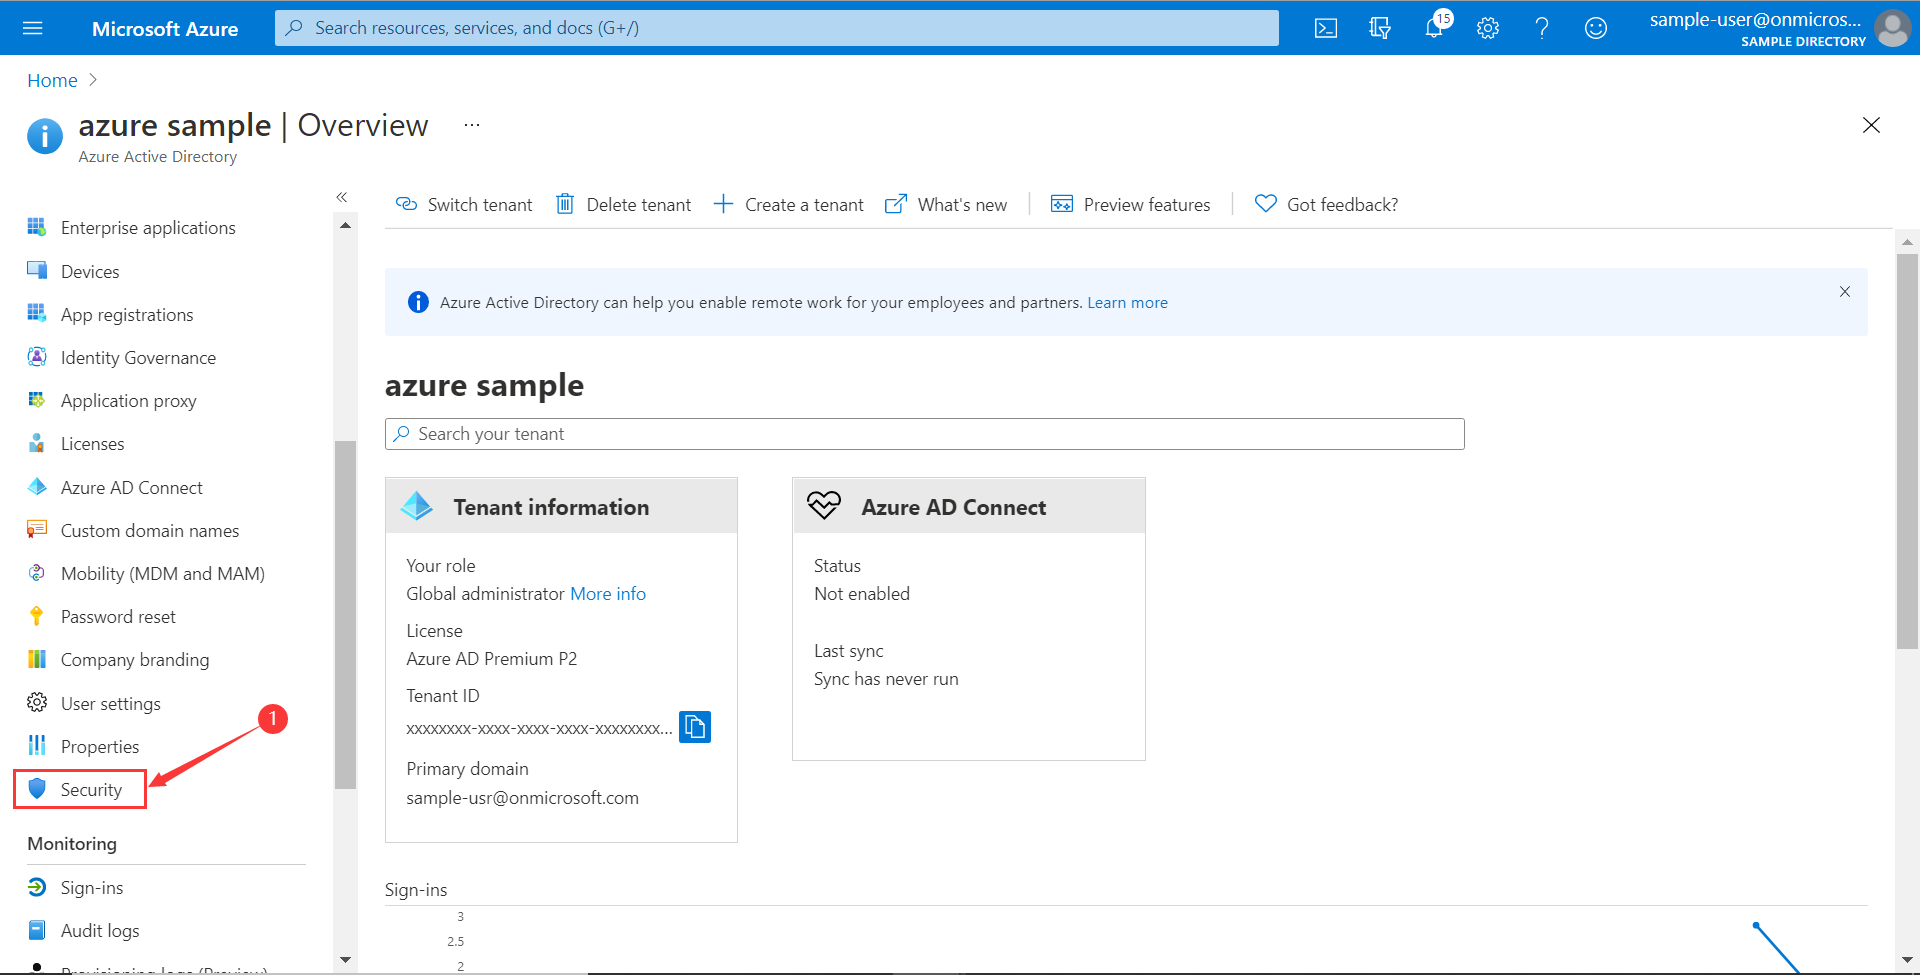 Microsoft Azure
Search resources, services, and docs (G+/)
15
sample-user@onmicros...
SAMPLE DIRECTORY
Home
azure sample | Overview
...
Azure Active Directory
«
Enterprise applications
Devices
App registrations
Identity Governance
Application proxy
Licenses
Azure AD Connect
Custom domain names
Mobility (MDM and MAM)
Password reset
Company branding
User settings
1
Properties
Security
Monitoring
Sign-ins
Audit logs
Provisioning logs (Preview)
Switch tenant
Delete tenant
Create a tenant
What's new
Preview features
Got feedback?
Azure Active Directory can help you enable remote work for your employees and partners. Learn more
azure sample
Search your tenant
Tenant information
Your role
Global administrator More info
License
Azure AD Premium P2
Tenant ID
xxxxxxxx-xxxx-xxxx-xxxx-xxxxxxxx...
Primary domain
sample-usr@onmicrosoft.com
Azure AD Connect
Status
Not enabled
Last sync
Sync has never run
Sign-ins
3
2.5
2